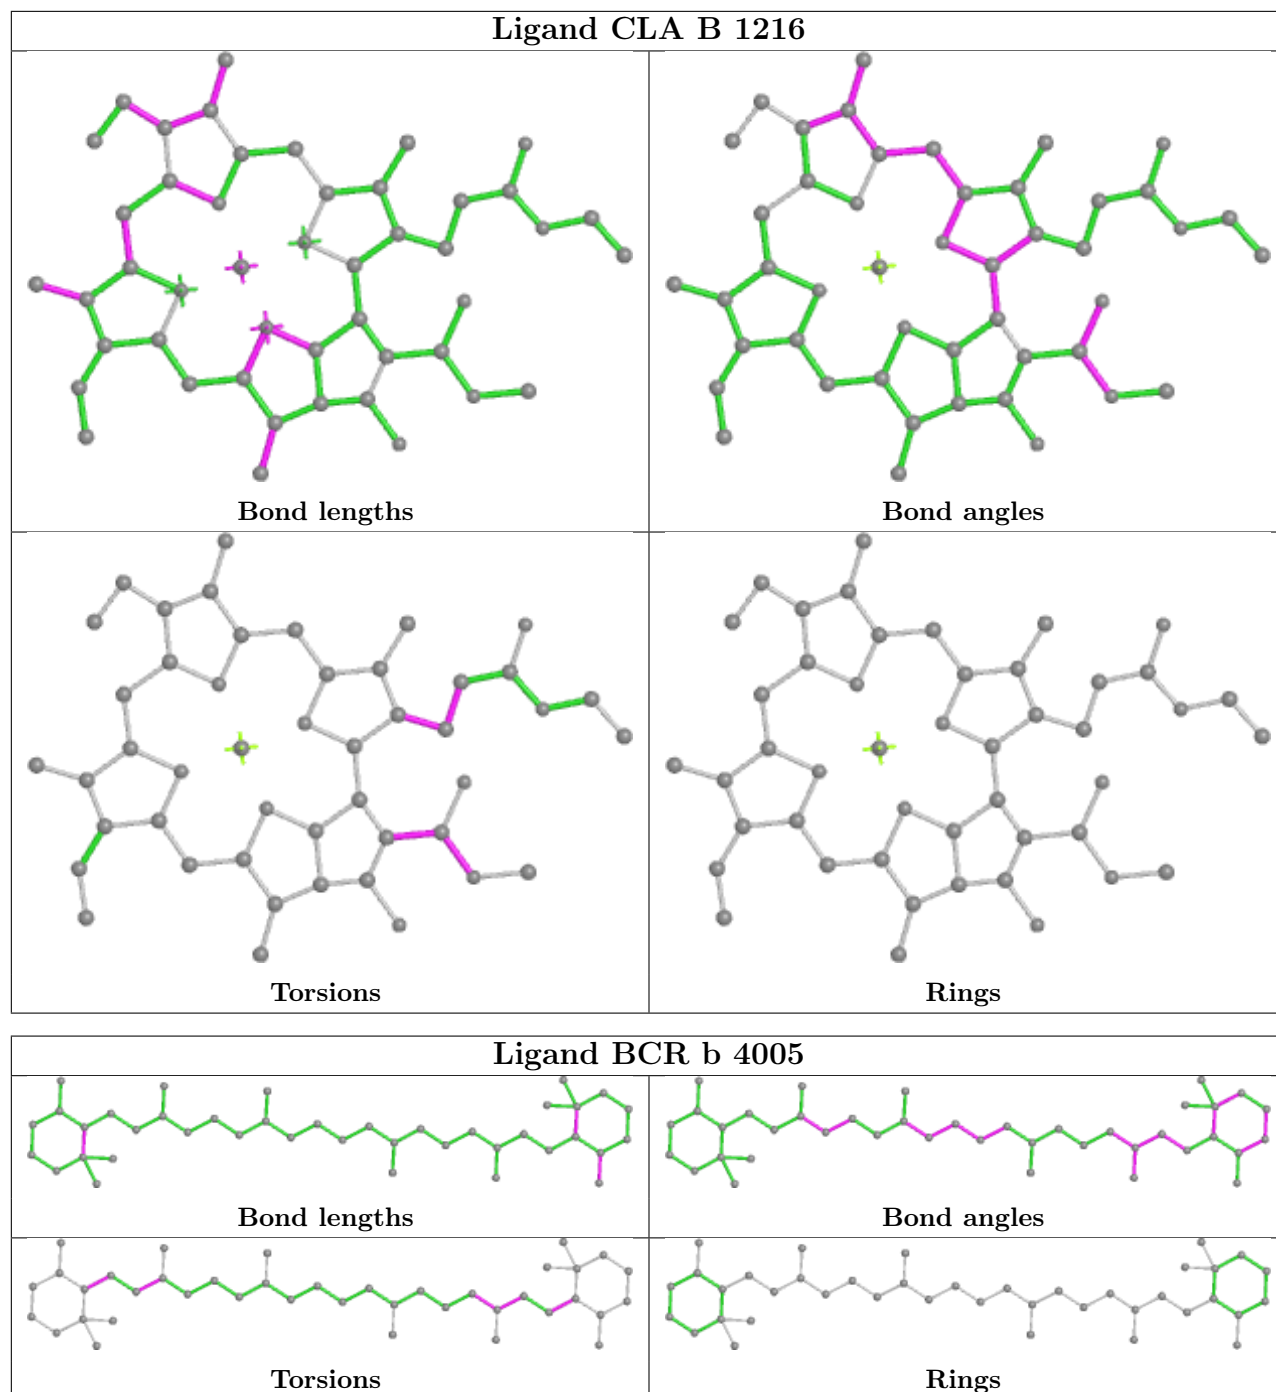 Ligand CLA B 1216
Bond lengths
Bond angles
Torsions
Rings
Ligand BCR b 4005
Bond lengths
Bond angles
Torsions
Rings